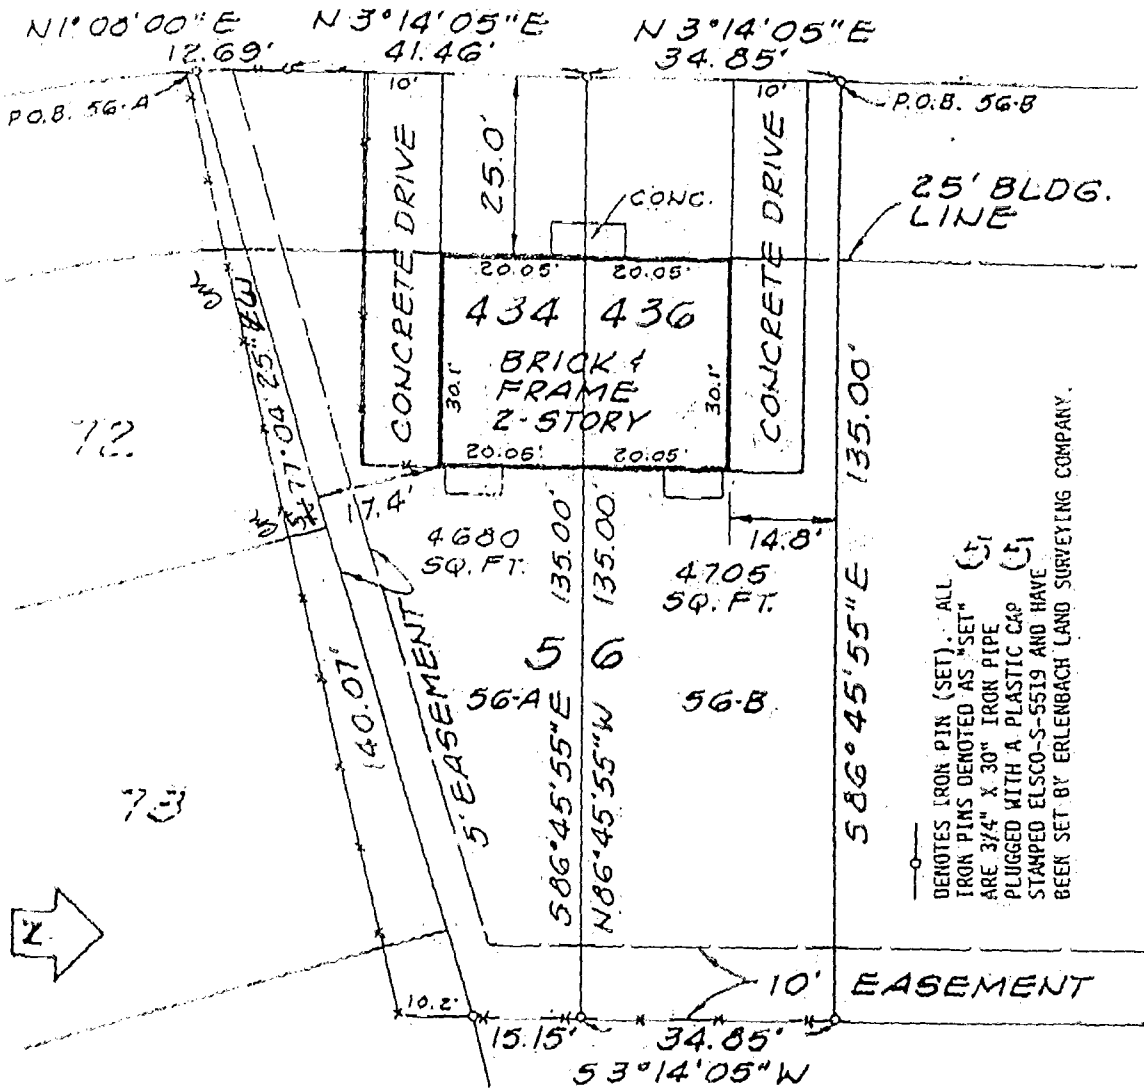 N1°08'00"E
12.69'
N 3°14'05"E
41.46'
N 3°14'05"E
34.85'
P.O.B. 56-A
P.O.B. 56-B
10'
10'
CONCRETE DRIVE
25.0'
CONC.
CONCRETE DRIVE
25' BLDG.
LINE
20.05'
20.05'
434
436
BRICK &
FRAME
2-STORY
30.1'
30.1'
20.05'
20.05'
72
17.4'
14.8'
4680
SQ. FT.
135.00'
135.00'
4705
SQ. FT.
S86°45'55"E 135.00'
140.07'
5' EASEMENT
5
6
56-A
56-B
S86°45'55"E
N86°45'55"W
73
DENOTES IRON PIN (SET). ALL
IRON PINS DENOTED AS "SET"
ARE 3/4" X 30" IRON PIPE
PLUGGED WITH A PLASTIC CAP
STAMPED ELSCO-S-5519 AND HAVE
BEEN SET BY ERLENBACH LAND SURVEYING COMPANY.
55
Z
10' EASEMENT
10.2'
15.15'
34.85'
S 3°14'05"W